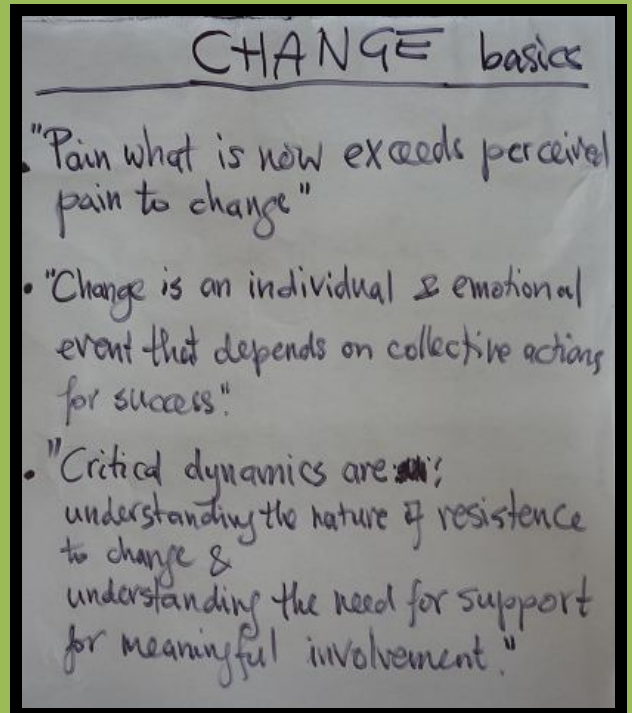 CHANGE basics
• "Pain what is now exceeds perceived
pain to change"
• "Change is an individual & emotional
event that depends on collective actions
for success".
• "Critical dynamics are:
understanding the nature of resistence
to change &
understanding the need for support
for meaningful involvement."